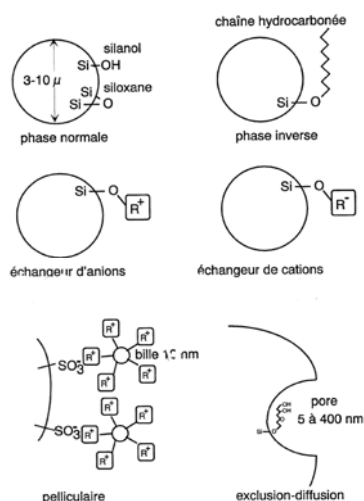 silanol
Si OH
3-10 µ
siloxane
Si
Si O
phase normale
chaîne hydrocarbonée
Si O
phase inverse
Si O
R⁺
échangeur d'anions
Si O
R⁻
échangeur de cations
R⁺
R⁺ R⁺
SO₃⁻ R⁺ bille nm
R⁺ R⁺
R⁺
R⁺ R⁺
SO₃⁻ R⁺
R⁺ R⁺
pelliculaire
OH
OH
O
Si O
pore
5 à 400 nm
exclusion-diffusion